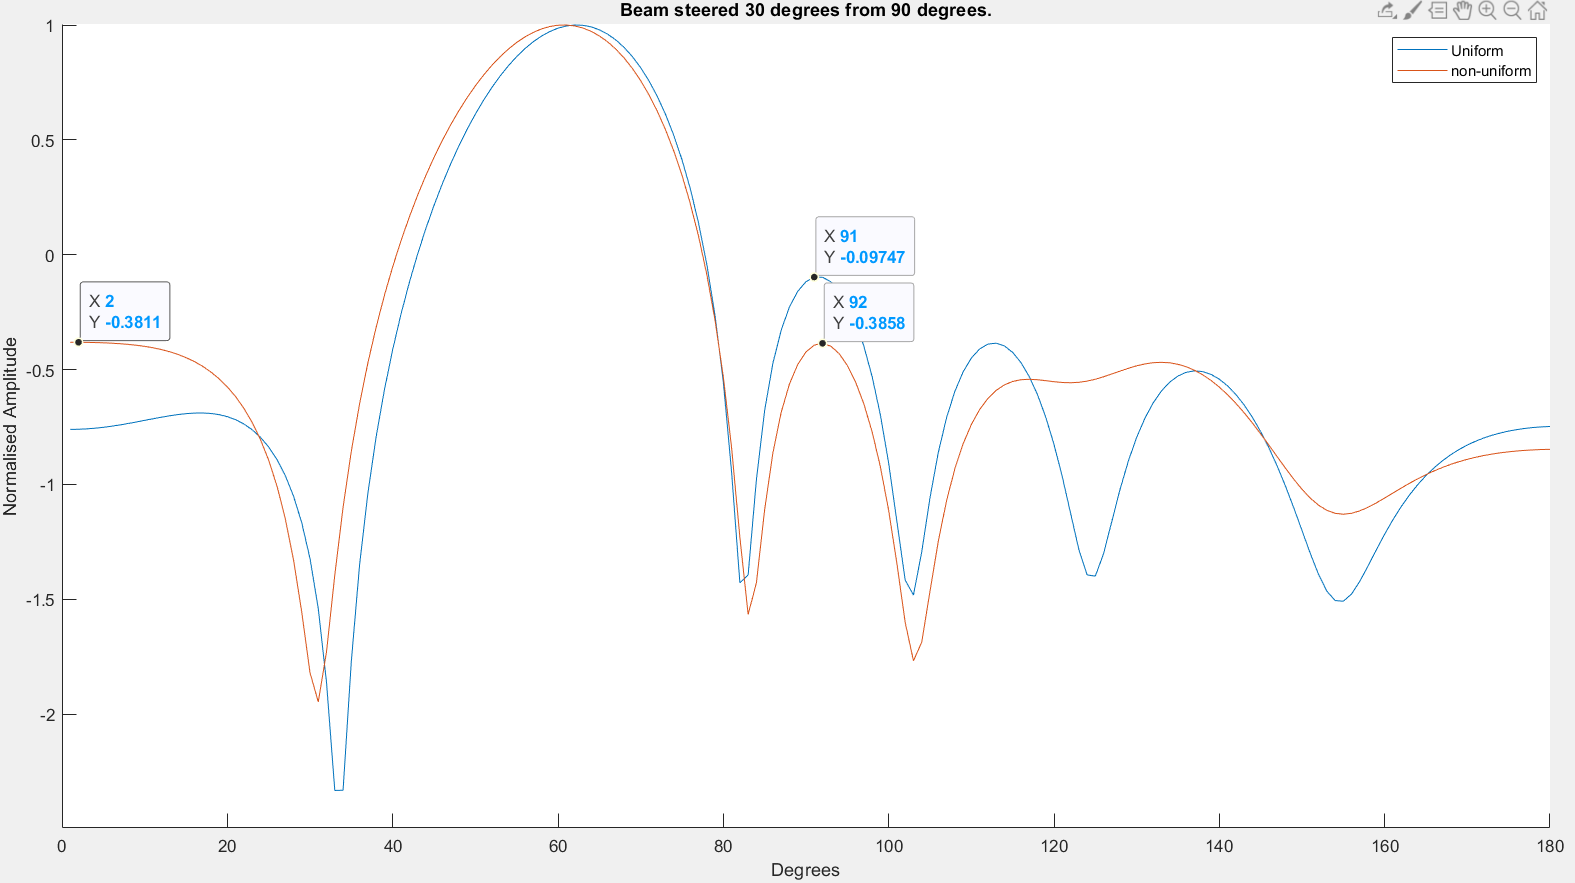 Beam steered 30 degrees from 90 degrees.
Uniform
non-uniform
1
0.5
0
-0.5
-1
-1.5
-2
Normalised Amplitude
X 2
Y -0.3811
X 91
Y -0.09747
X 92
Y -0.3858
0 20 40 60 80 100 120 140 160 180
Degrees